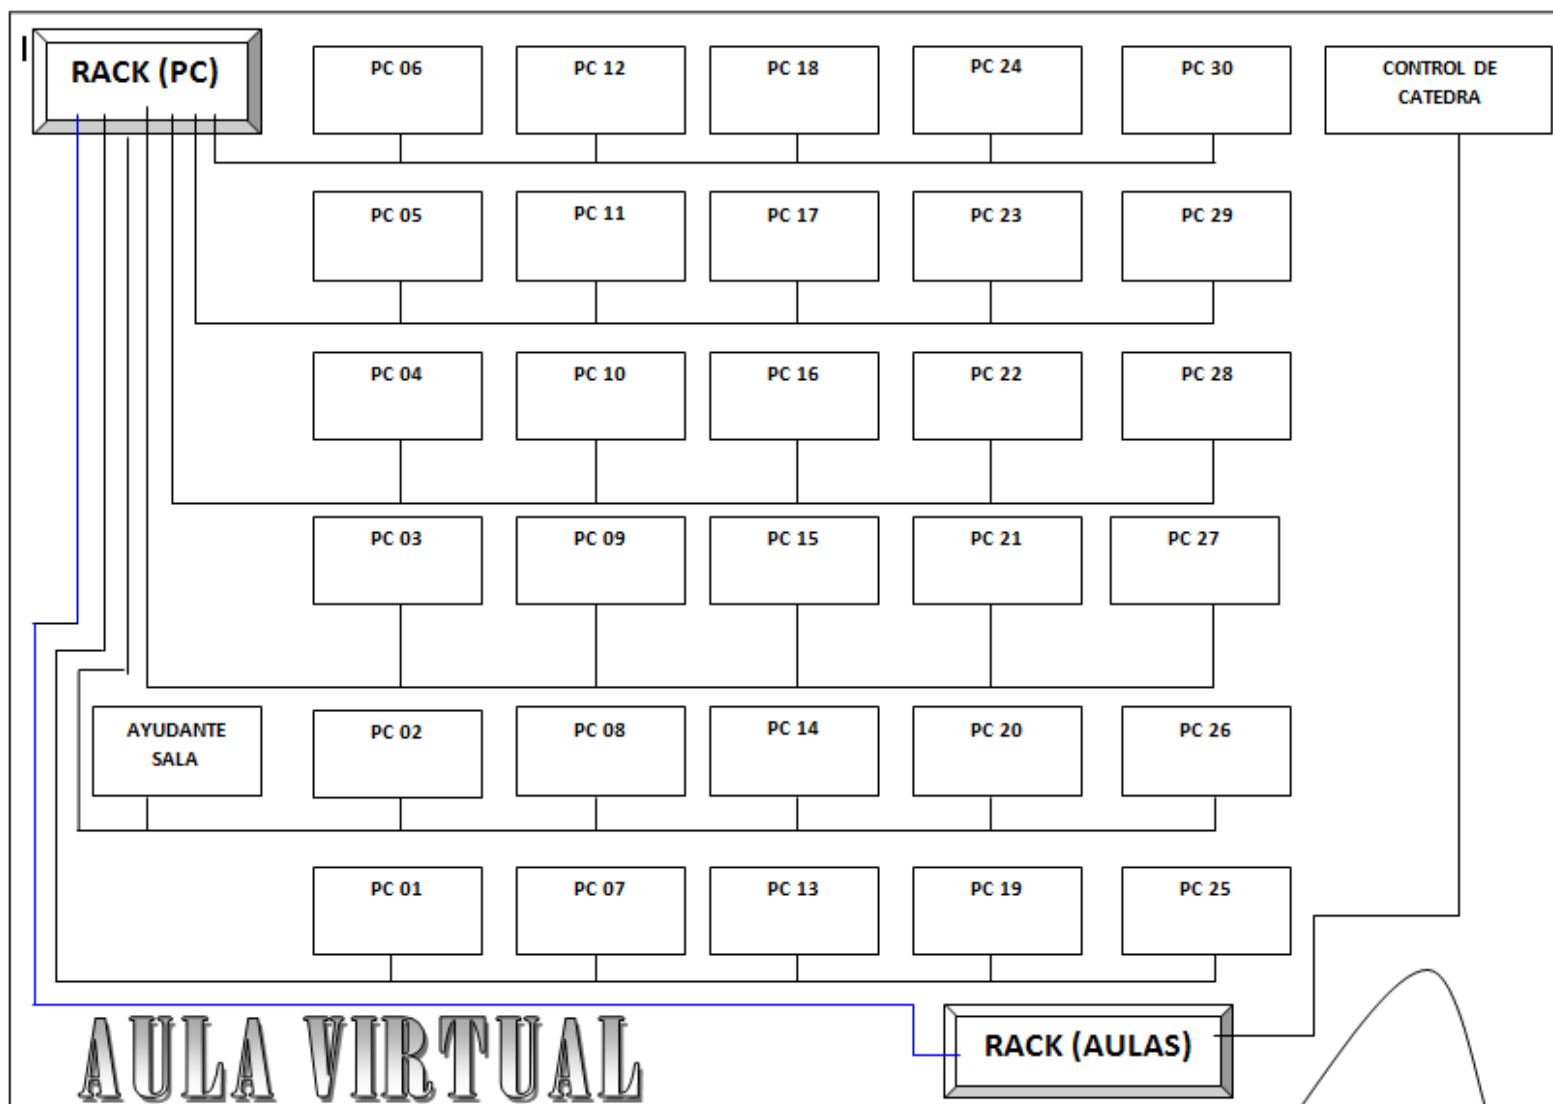 RACK (PC)
PC 06
PC 12
PC 18
PC 24
PC 30
CONTROL DE
CATEDRA
PC 05
PC 11
PC 17
PC 23
PC 29
PC 04
PC 10
PC 16
PC 22
PC 28
PC 03
PC 09
PC 15
PC 21
PC 27
AYUDANTE
SALA
PC 02
PC 08
PC 14
PC 20
PC 26
PC 01
PC 07
PC 13
PC 19
PC 25
AULA VIRTUAL
RACK (AULAS)